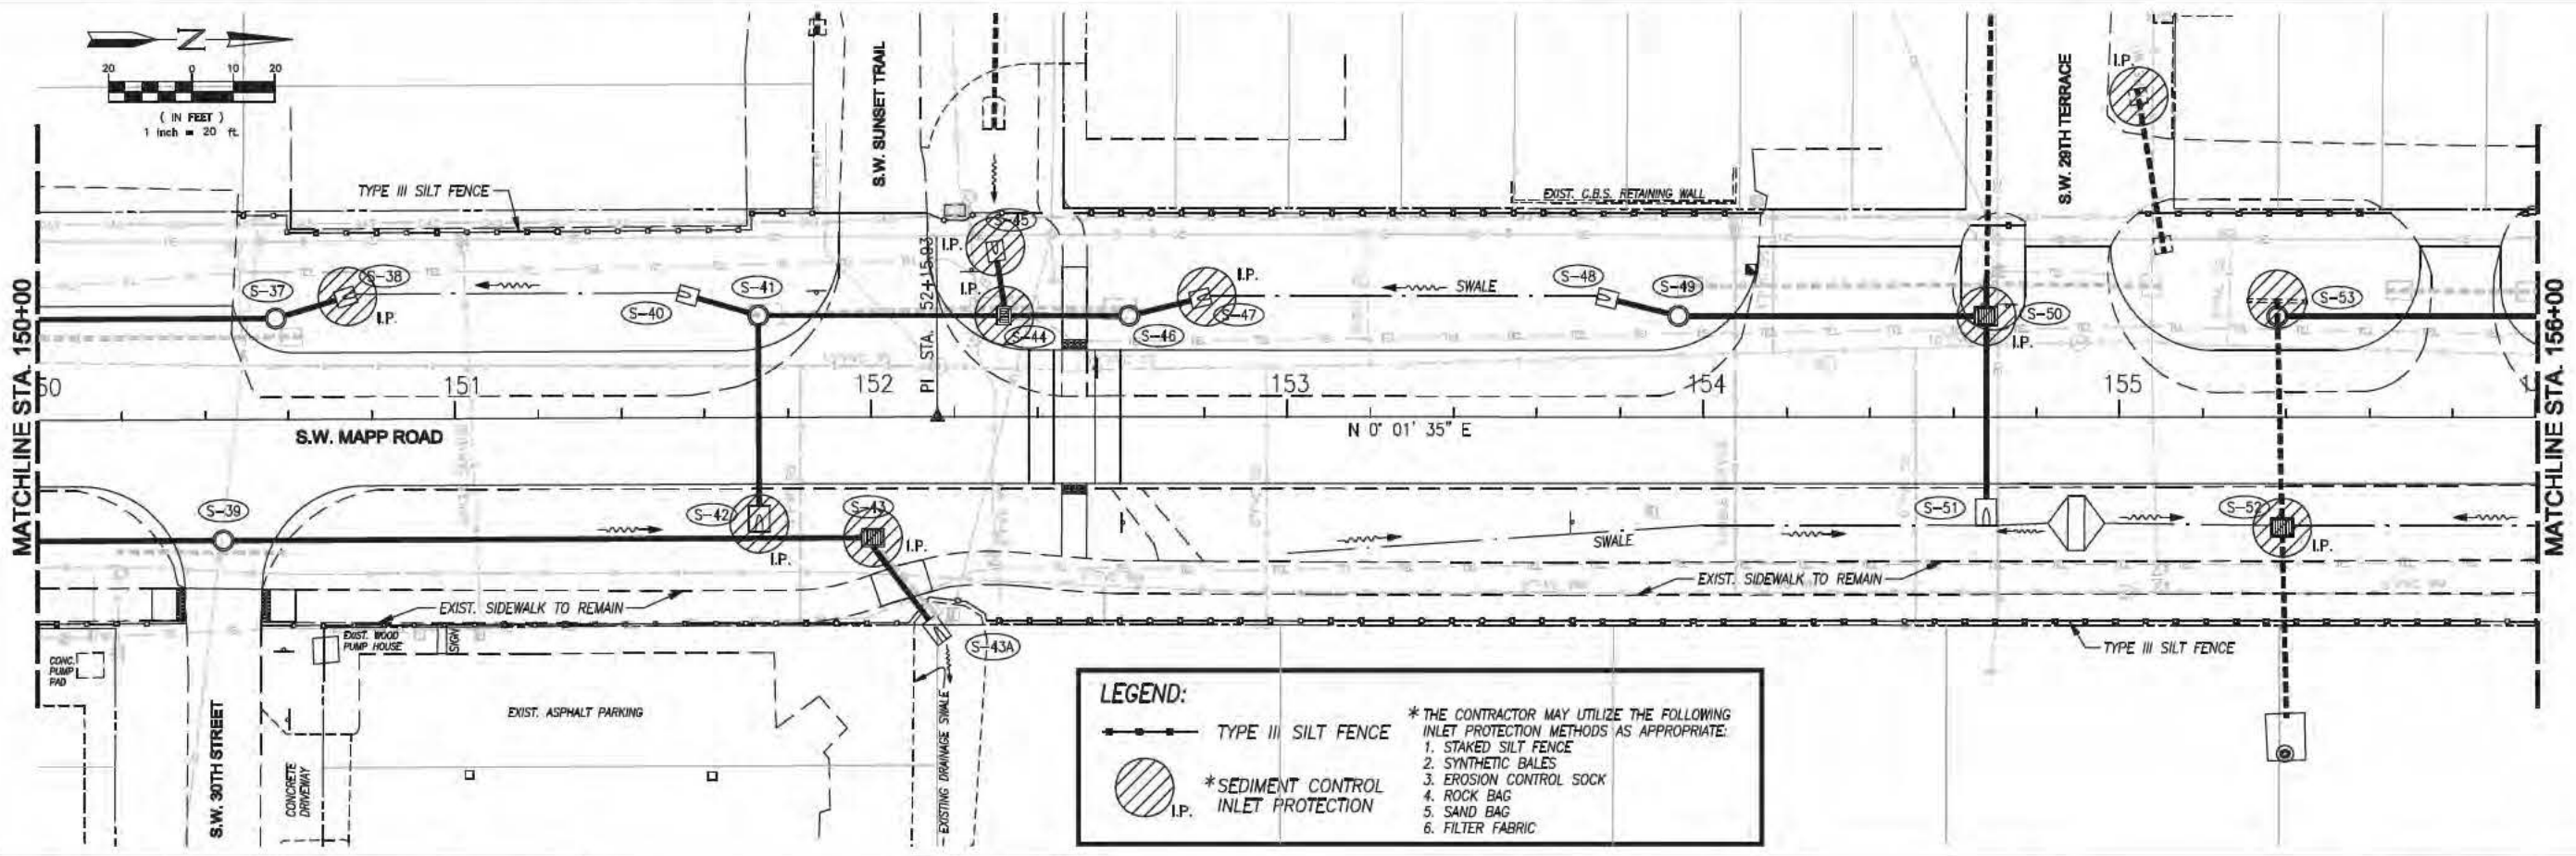 Z
20 0 10 20
( IN FEET )
1 inch = 20 ft.
MATCHLINE STA. 150+00
TYPE III SILT FENCE
S.W. SUNSET TRAIL
S.W. 29TH TERRACE
I.P.
EXIST. C.B.S. RETAINING WALL
S-37
S-38
I.P.
S-40
S-41
I.P.
S-45
I.P.
S-44
S-46
I.P.
S-47
SWALE
S-48
S-49
S-50
I.P.
S-53
PI STA. 152+15.03
50
151
152
153
154
155
S.W. MAPP ROAD
N 0° 01' 35" E
MATCHLINE STA. 156+00
S-39
S-42
I.P.
S-43
I.P.
SWALE
S-51
S-52
I.P.
EXIST. SIDEWALK TO REMAIN
EXIST. SIDEWALK TO REMAIN
CONC.
PUMP
PAD
EXIST. WOOD
PUMP HOUSE
SIGN
S-43A
TYPE III SILT FENCE
S.W. 30TH STREET
CONCRETE
DRIVEWAY
EXIST. ASPHALT PARKING
EXISTING DRAINAGE SWALE
LEGEND:
TYPE III SILT FENCE
I.P.
*SEDIMENT CONTROL
INLET PROTECTION
* THE CONTRACTOR MAY UTILIZE THE FOLLOWING
INLET PROTECTION METHODS AS APPROPRIATE:
1. STAKED SILT FENCE
2. SYNTHETIC BALES
3. EROSION CONTROL SOCK
4. ROCK BAG
5. SAND BAG
6. FILTER FABRIC